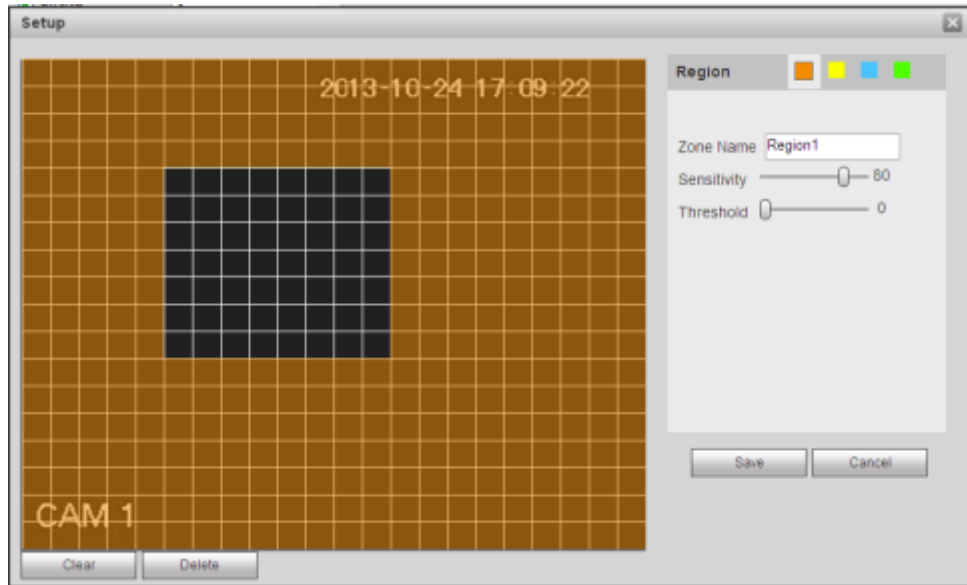 Setup
2013-10-24 17:09:22
Region
Zone Name Region1
Sensitivity 80
Threshold 0
Save Cancel
CAM 1
Clear Delete